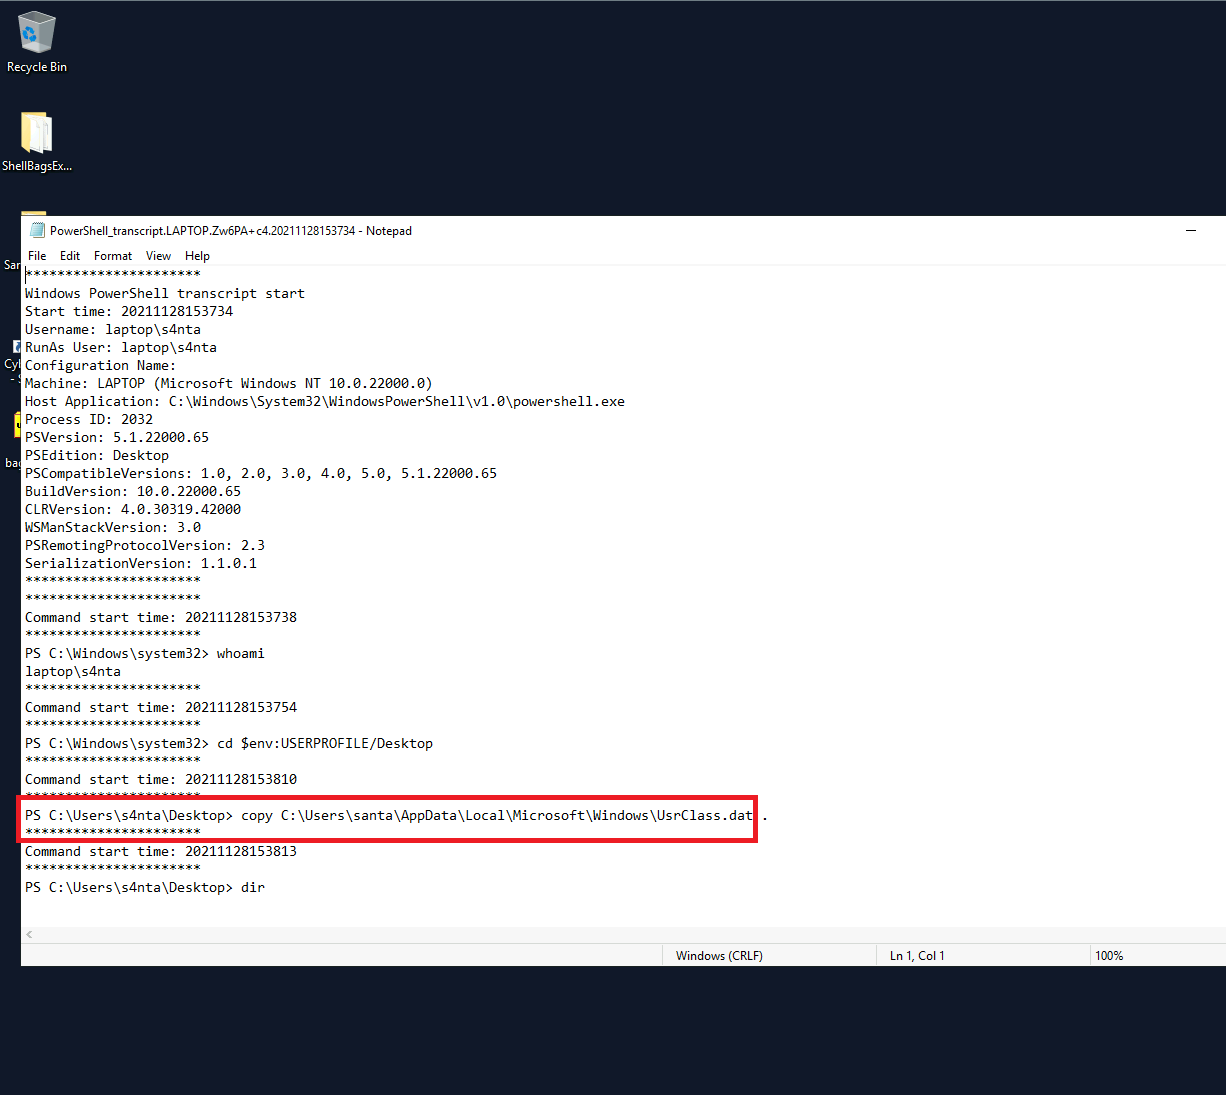 Recycle Bin
ShellBagsEx...
San
Cyl
- S
bag
PowerShell_transcript.LAPTOP.Zw6PA+c4.20211128153734 - Notepad
File Edit Format View Help
**********************
Windows PowerShell transcript start
Start time: 20211128153734
Username: laptop\s4nta
RunAs User: laptop\s4nta
Configuration Name:
Machine: LAPTOP (Microsoft Windows NT 10.0.22000.0)
Host Application: C:\Windows\System32\WindowsPowerShell\v1.0\powershell.exe
Process ID: 2032
PSVersion: 5.1.22000.65
PSEdition: Desktop
PSCompatibleVersions: 1.0, 2.0, 3.0, 4.0, 5.0, 5.1.22000.65
BuildVersion: 10.0.22000.65
CLRVersion: 4.0.30319.42000
WSManStackVersion: 3.0
PSRemotingProtocolVersion: 2.3
SerializationVersion: 1.1.0.1
**********************
**********************
Command start time: 20211128153738
**********************
PS C:\Windows\system32> whoami
laptop\s4nta
**********************
Command start time: 20211128153754
**********************
PS C:\Windows\system32> cd $env:USERPROFILE/Desktop
**********************
Command start time: 20211128153810
**********************
PS C:\Users\s4nta\Desktop> copy C:\Users\santa\AppData\Local\Microsoft\Windows\UsrClass.dat .
**********************
Command start time: 20211128153813
**********************
PS C:\Users\s4nta\Desktop> dir
Windows (CRLF) Ln 1, Col 1 100%